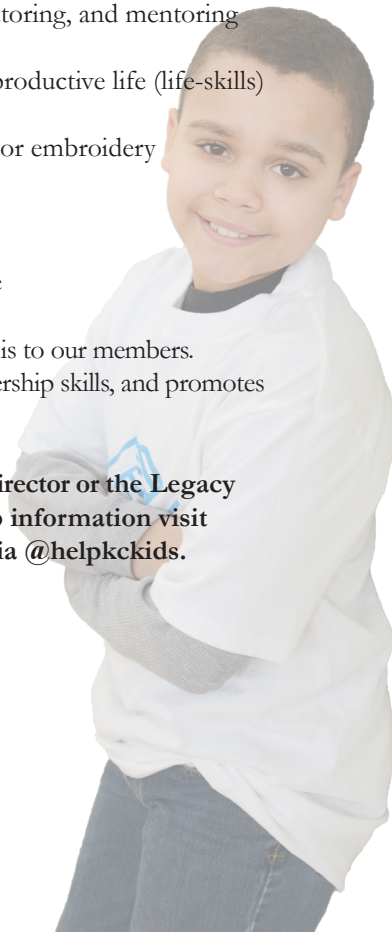 toring, and mentoring
productive life (life-skills)
or embroidery
e
is to our members.
ership skills, and promotes
irector or the Legacy
o information visit
ia @helpkckids.